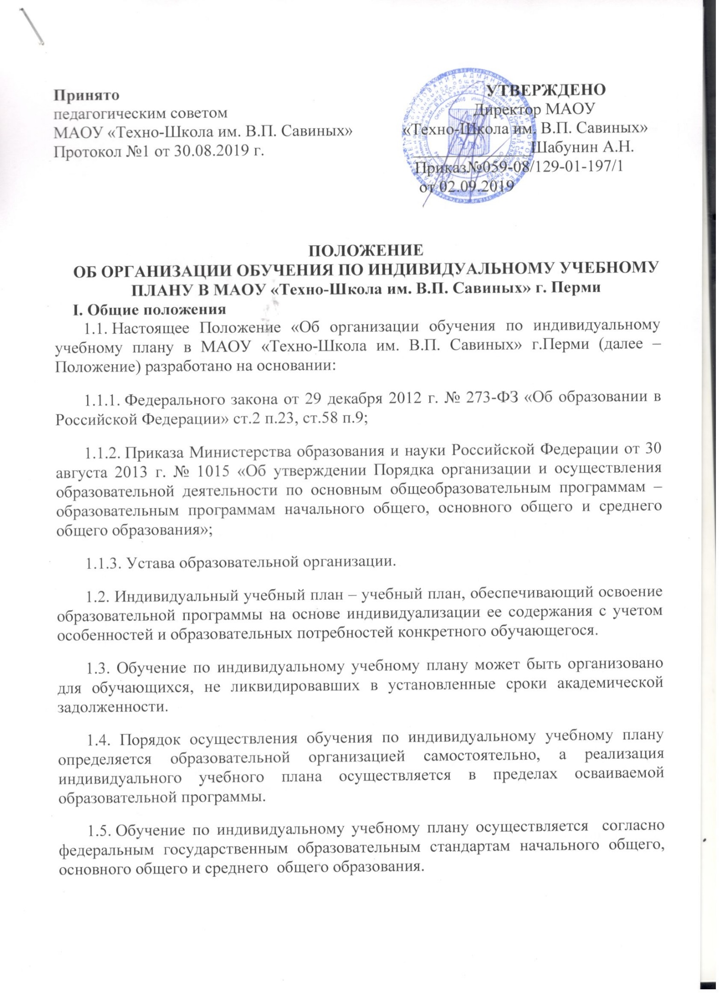 Принято
педагогическим советом
МАОУ «Техно-Школа им. В.П. Савиных»
Протокол №1 от 30.08.2019 г.
УТВЕРЖДЕНО
Директор МАОУ
«Техно-Школа им. В.П. Савиных»
Шабунин А.Н.
Приказ№059-08/129-01-197/1
от 02.09.2019
ПОЛОЖЕНИЕ
ОБ ОРГАНИЗАЦИИ ОБУЧЕНИЯ ПО ИНДИВИДУАЛЬНОМУ УЧЕБНОМУ
ПЛАНУ В МАОУ «Техно-Школа им. В.П. Савиных» г. Перми
I. Общие положения
1.1. Настоящее Положение «Об организации обучения по индивидуальному
учебному плану в МАОУ «Техно-Школа им. В.П. Савиных» г.Перми (далее –
Положение) разработано на основании:
1.1.1. Федерального закона от 29 декабря 2012 г. № 273-ФЗ «Об образовании в
Российской Федерации» ст.2 п.23, ст.58 п.9;
1.1.2. Приказа Министерства образования и науки Российской Федерации от 30
августа 2013 г. № 1015 «Об утверждении Порядка организации и осуществления
образовательной деятельности по основным общеобразовательным программам –
образовательным программам начального общего, основного общего и среднего
общего образования»;
1.1.3. Устава образовательной организации.
1.2. Индивидуальный учебный план – учебный план, обеспечивающий освоение
образовательной программы на основе индивидуализации ее содержания с учетом
особенностей и образовательных потребностей конкретного обучающегося.
1.3. Обучение по индивидуальному учебному плану может быть организовано
для обучающихся, не ликвидировавших в установленные сроки академической
задолженности.
1.4. Порядок осуществления обучения по индивидуальному учебному плану
определяется образовательной организацией самостоятельно, а реализация
индивидуального учебного плана осуществляется в пределах осваиваемой
образовательной программы.
1.5. Обучение по индивидуальному учебному плану осуществляется согласно
федеральным государственным образовательным стандартам начального общего,
основного общего и среднего общего образования.